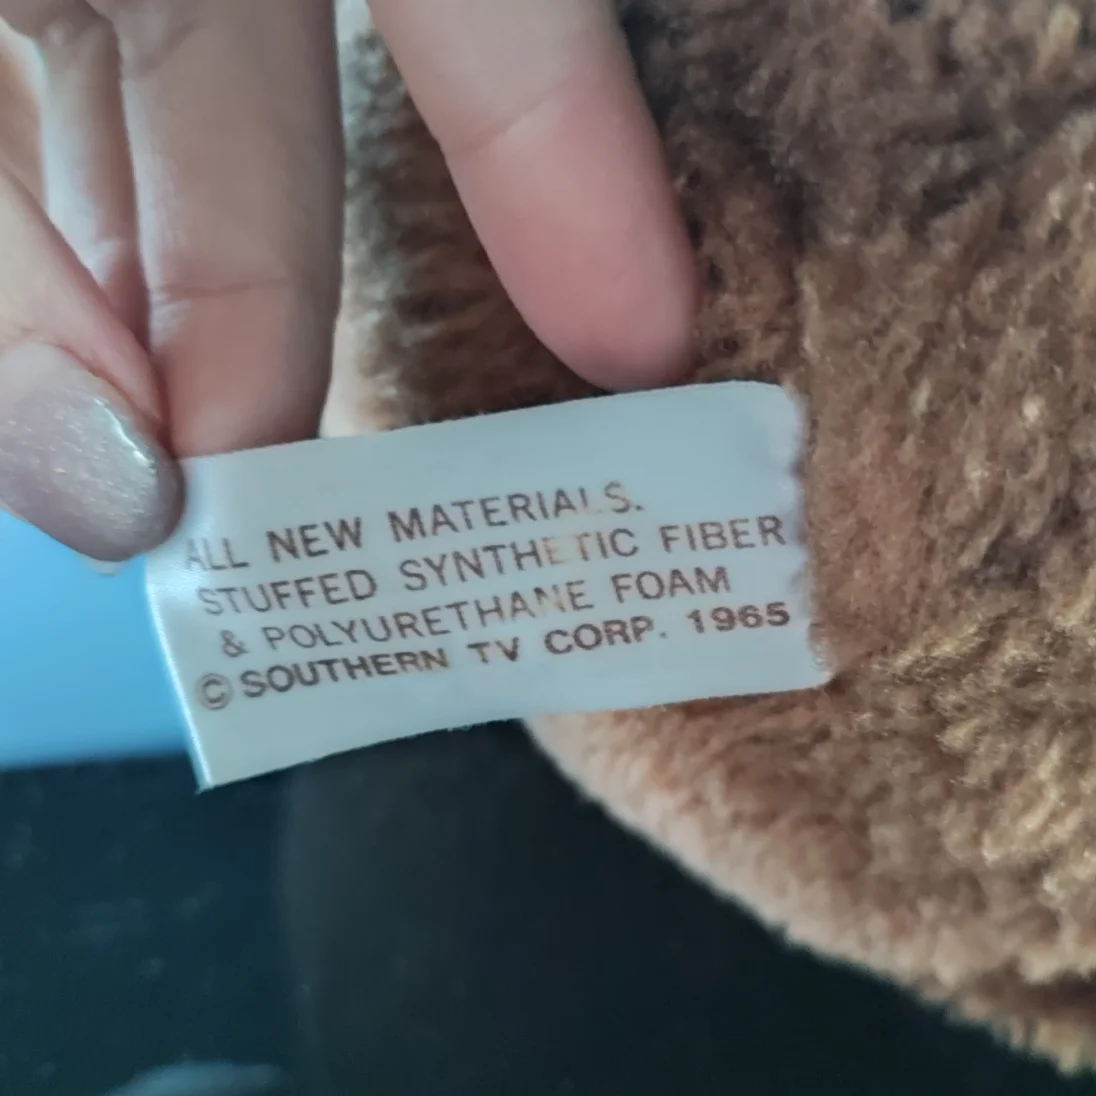 ALL NEW MATERIALS.
STUFFED SYNTHETIC FIBER
& POLYURETHANE FOAM
© SOUTHERN TV CORP. 1965